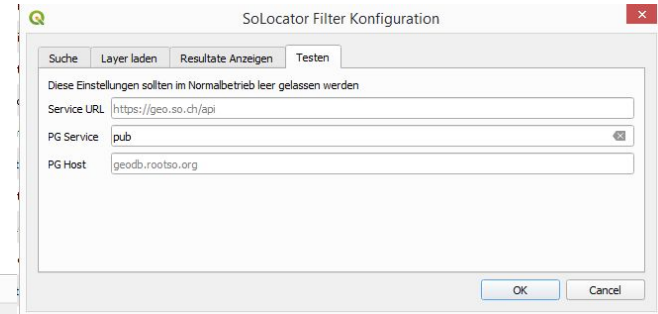 SoLocator Filter Konfiguration
Suche Layer laden Resultate Anzeigen Testen
Diese Einstellungen sollten im Normalbetrieb leer gelassen werden
Service URL https://geo.so.ch/api
PG Service pub
PG Host geodb.rootso.org
OK Cancel